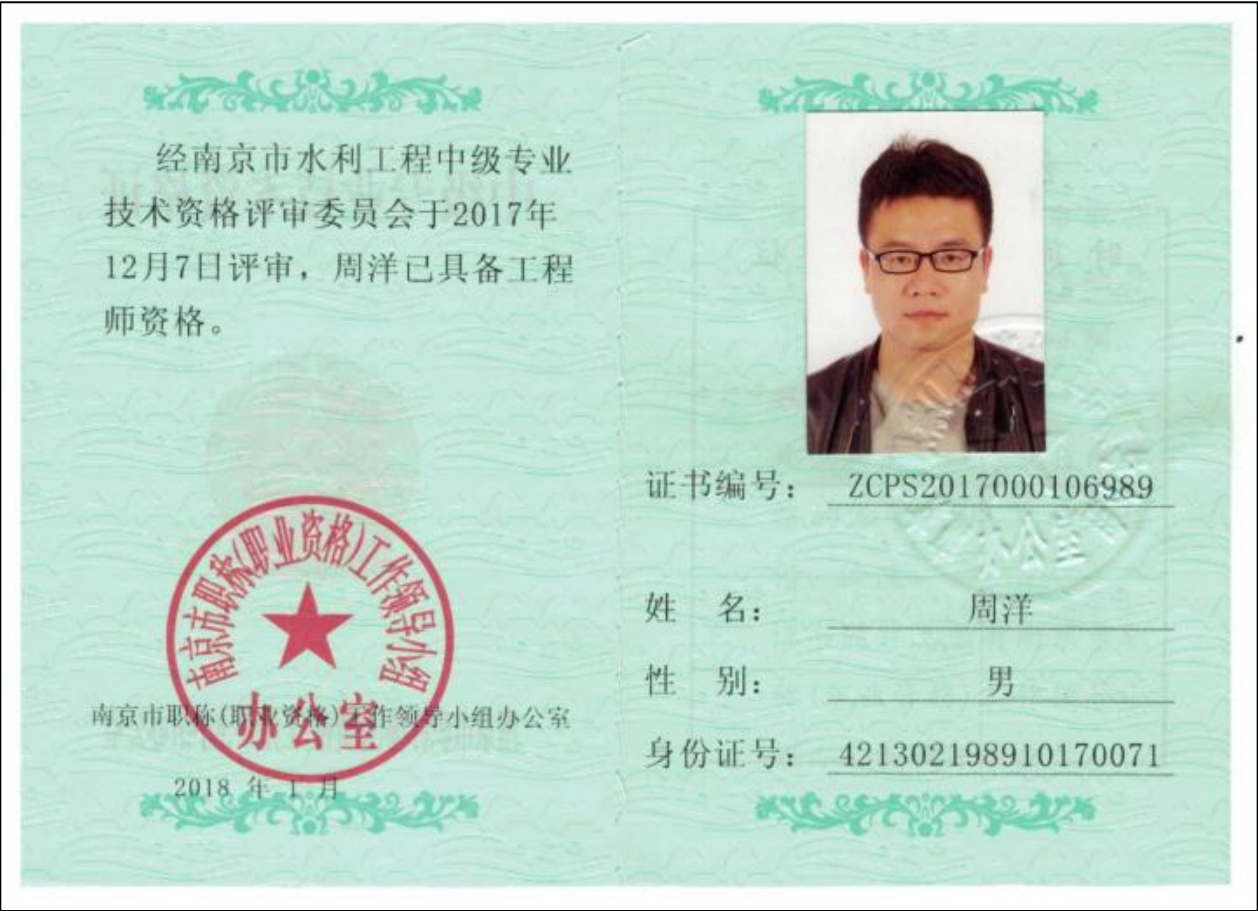 经南京市水利工程中级专业
技术资格评审委员会于2017年
12月7日评审，周洋已具备工程
师资格。
南京市职称(职业资格)工作领导小组
办公室
南京市职称(职业资格)工作领导小组办公室
2018 年 1 月
证书编号： ZCPS2017000106989
办公室
姓 名： 周洋
性 别： 男
身份证号： 421302198910170071